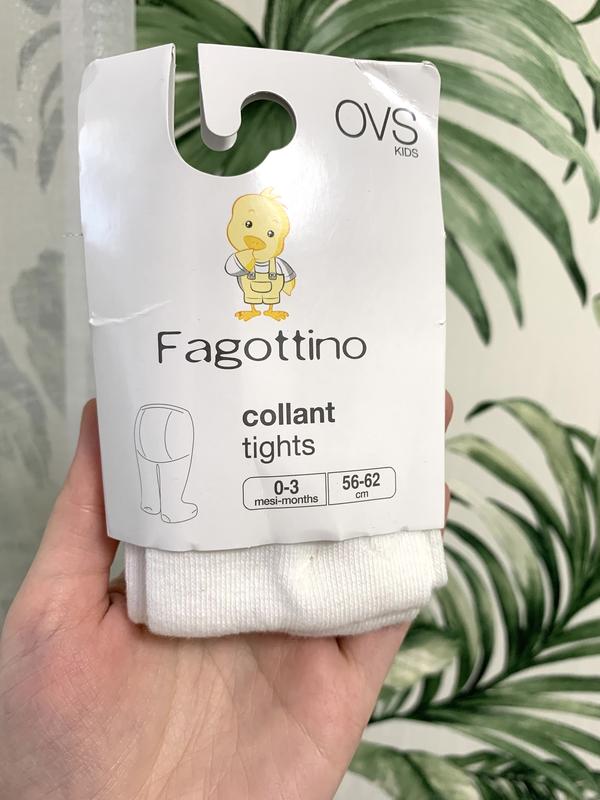 OVS
KIDS
Fagottino
collant
tights
0-3
mesi-months
56-62
cm